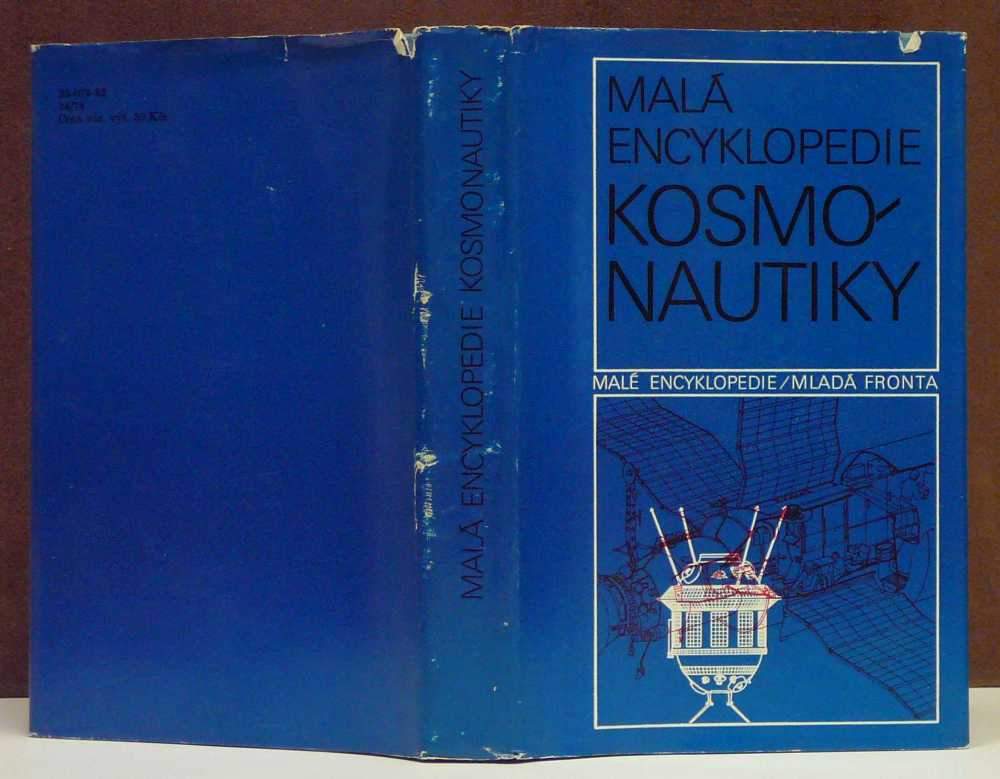 MALÁ
ENCYKLOPEDIE
KOSMO-
NAUTIKY
MALÉ ENCYKLOPEDIE/MLADÁ FRONTA
MALÁ ENCYKLOPEDIE KOSMONAUTIKY